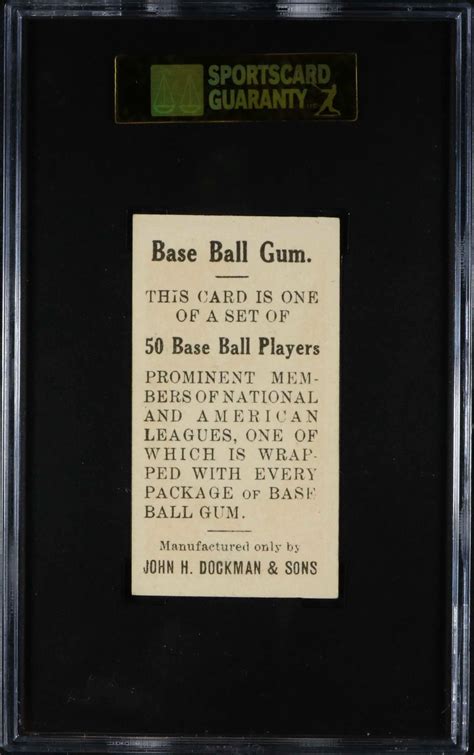 SPORTSCARD
GUARANTY
Base Ball Gum.
THIS CARD IS ONE
OF A SET OF
50 Base Ball Players
PROMINENT MEM-
BERS OF NATIONAL
AND AMERICAN
LEAGUES, ONE OF
WHICH IS WRAP-
PED WITH EVERY
PACKAGE OF BASE
BALL GUM.
Manufactured only by
JOHN H. DOCKMAN & SONS